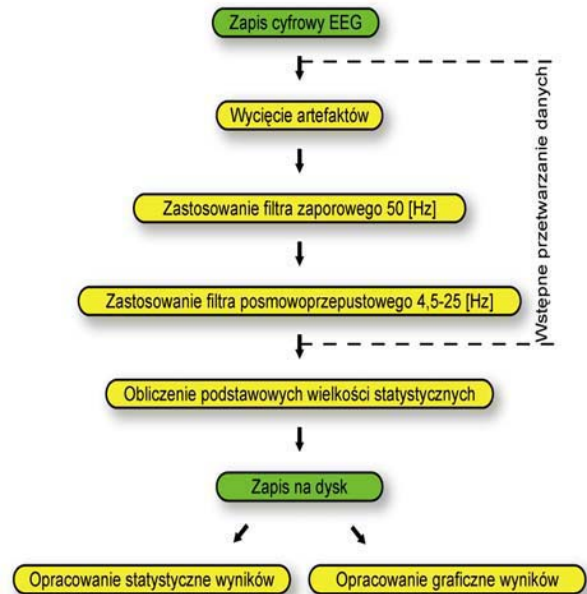 Zapis cyfrowy EEG
Wycięcie artefaktów
Zastosowanie filtra zaporowego 50 [Hz]
Zastosowanie filtra posmowoprzepustowego 4,5-25 [Hz]
Wstępne przetwarzanie danych
Obliczenie podstawowych wielkości statystycznych
Zapis na dysk
Opracowanie statystyczne wyników
Opracowanie graficzne wyników